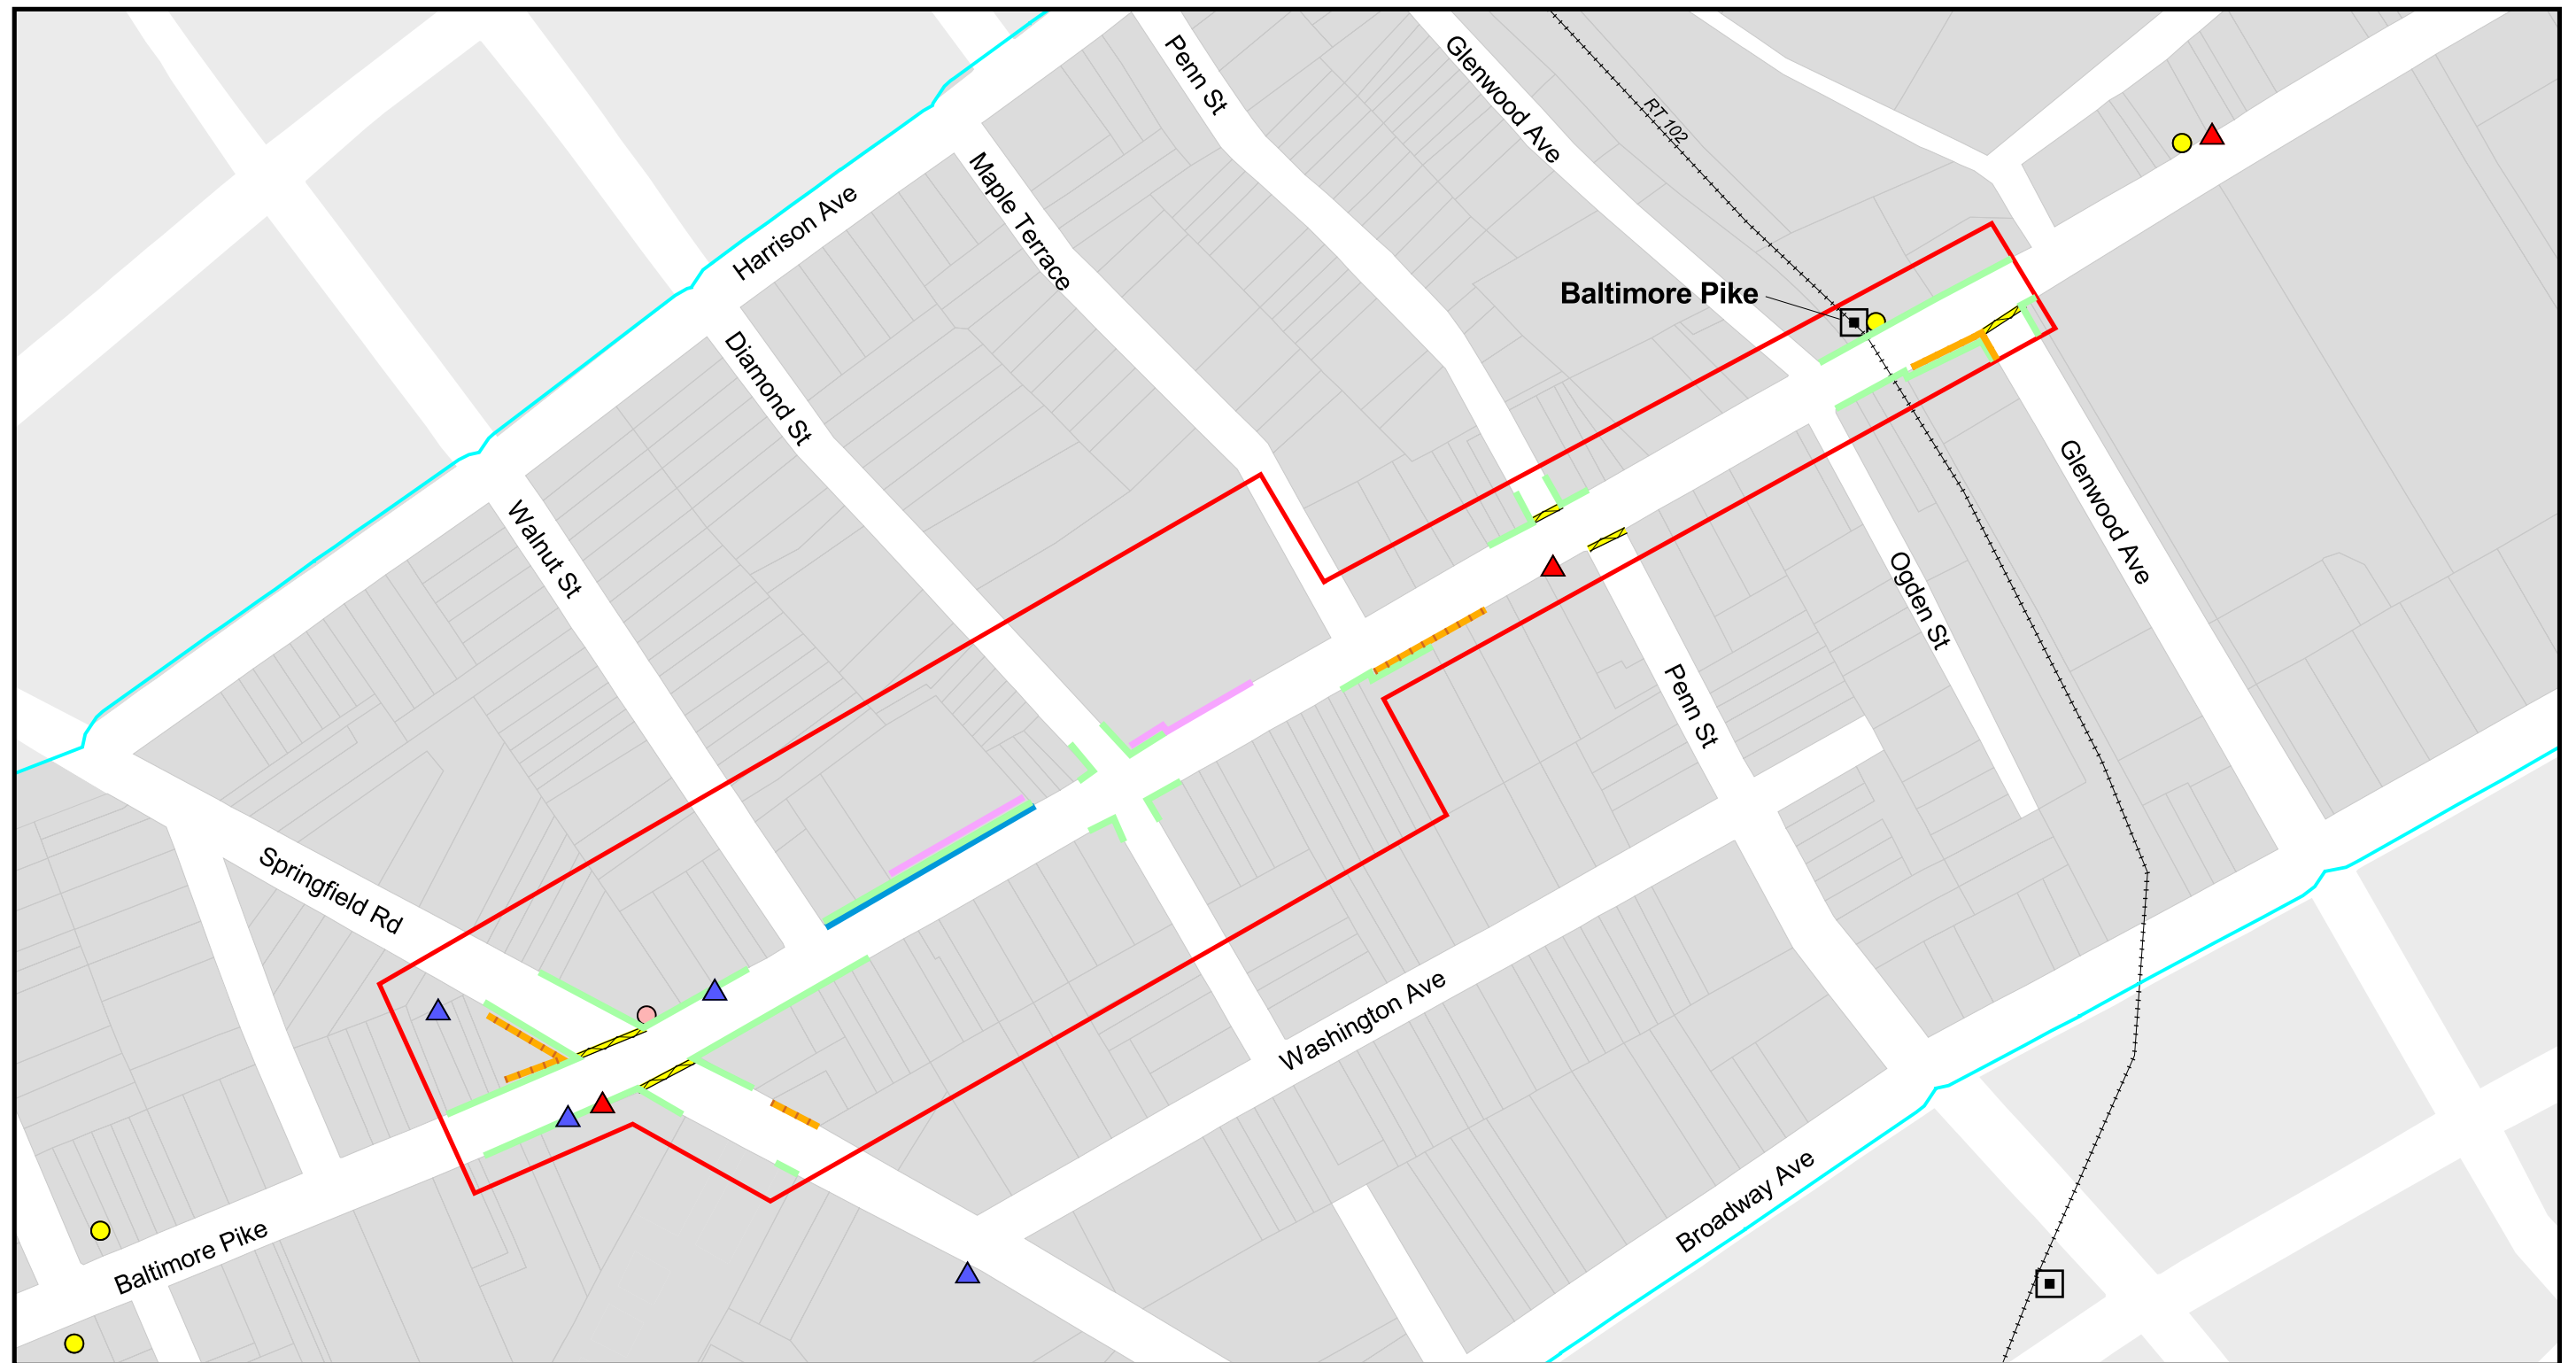 Penn St
Glenwood Ave
RT 102
Maple Terrace
Harrison Ave
Baltimore Pike
Diamond St
Walnut St
Glenwood Ave
Ogden St
Penn St
Springfield Rd
Washington Ave
Broadway Ave
Baltimore Pike